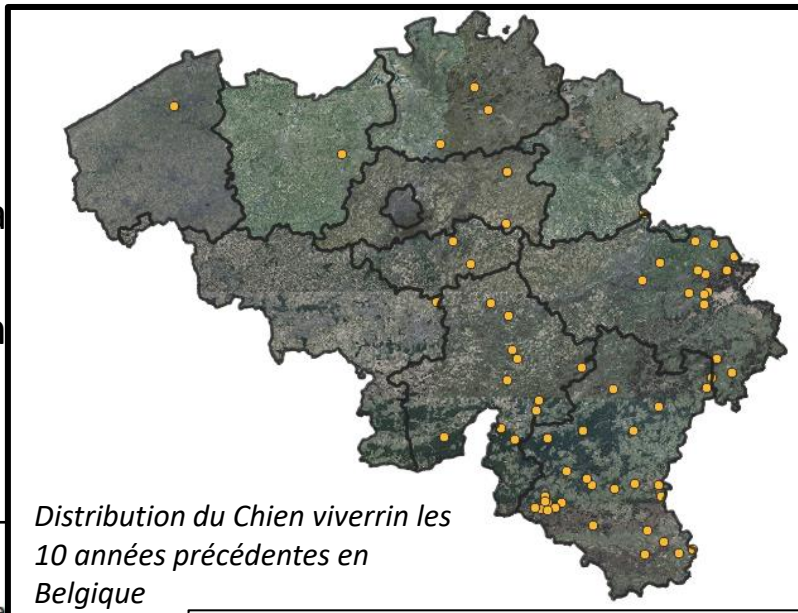 a
a
Distribution du Chien viverrin les
10 années précédentes en
Belgique
e